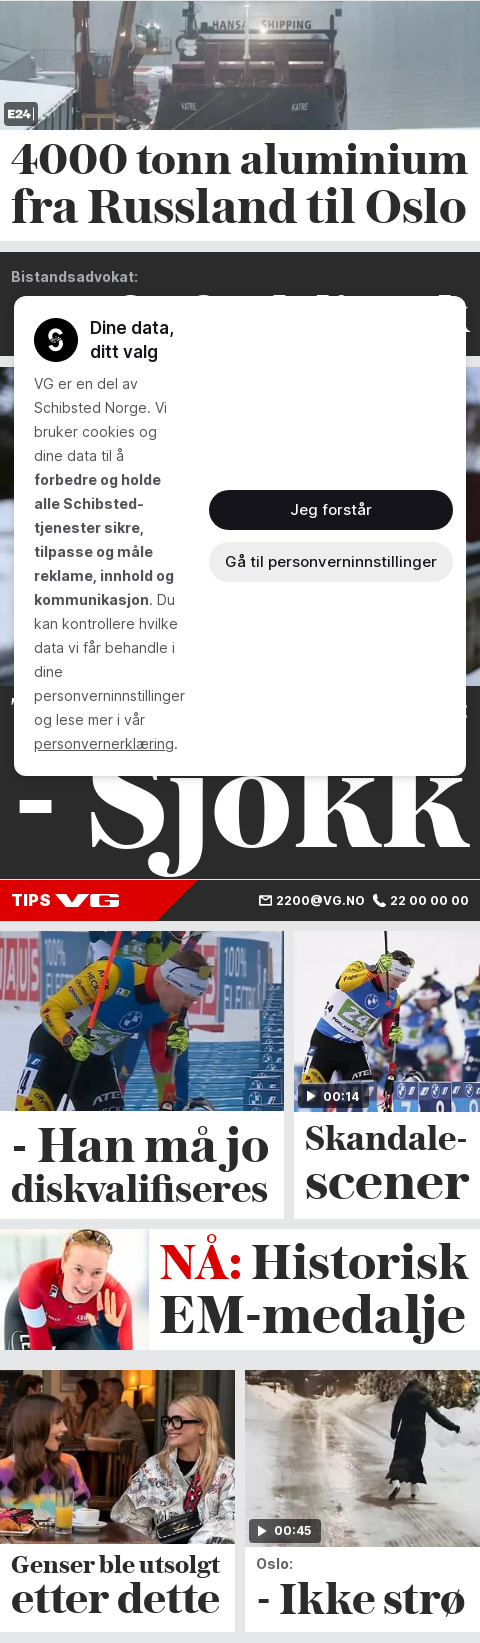 HANSA SHIPPING
KATRE
KATRE
E24
4000 tonn aluminium
fra Russland til Oslo
Bistandsadvokat:
Dine data,
ditt valg
VG er en del av
Schibsted Norge. Vi
bruker cookies og
dine data til å
forbedre og holde
alle Schibsted-
tjenester sikre,
tilpasse og måle
reklame, innhold og
kommunikasjon. Du
kan kontrollere hvilke
data vi får behandle i
dine
personverninnstillinger
og lese mer i vår
personvernerklæring.
Jeg forstår
Gå til personverninnstillinger
- Sjokk
TIPS VG
2200@VG.NO
22 00 00 00
24
00:14
- Han må jo
diskvalifiseres
Skandale-
scener
NÅ: Historisk
EM-medalje
Genser ble utsolgt
etter dette
00:45
Oslo:
- Ikke strø